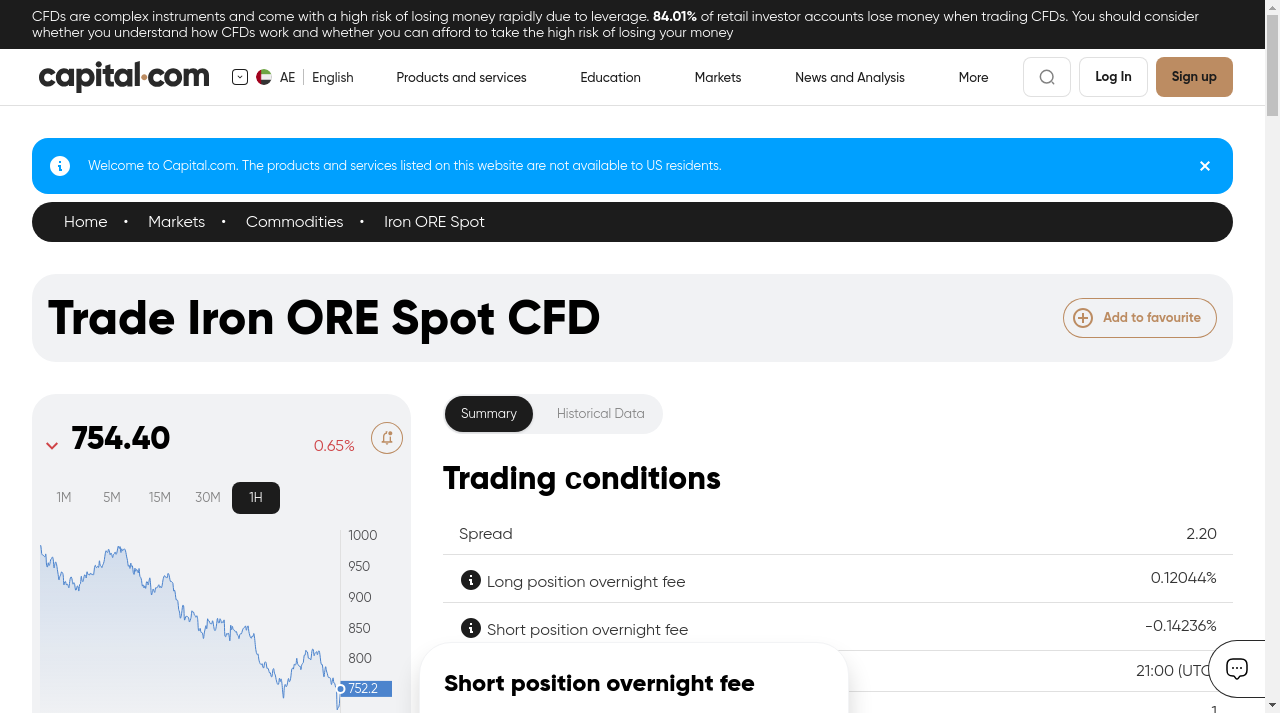 CFDs are complex instruments and come with a high risk of losing money rapidly due to leverage. 84.01% of retail investor accounts lose money when trading CFDs. You should consider
whether you understand how CFDs work and whether you can afford to take the high risk of losing your money
capital.com
AE
English
Products and services
Education
Markets
News and Analysis
More
Log In
Sign up
Welcome to Capital.com. The products and services listed on this website are not available to US residents.
Home • Markets • Commodities • Iron ORE Spot
Trade Iron ORE Spot CFD
Add to favourite
754.40
0.65%
1M 5M 15M 30M 1H
1000
950
900
850
800
752.2
Summary
Historical Data
Trading conditions
Spread 2.20
Long position overnight fee 0.12044%
Short position overnight fee -0.14236%
21:00 (UTC
Short position overnight fee
1